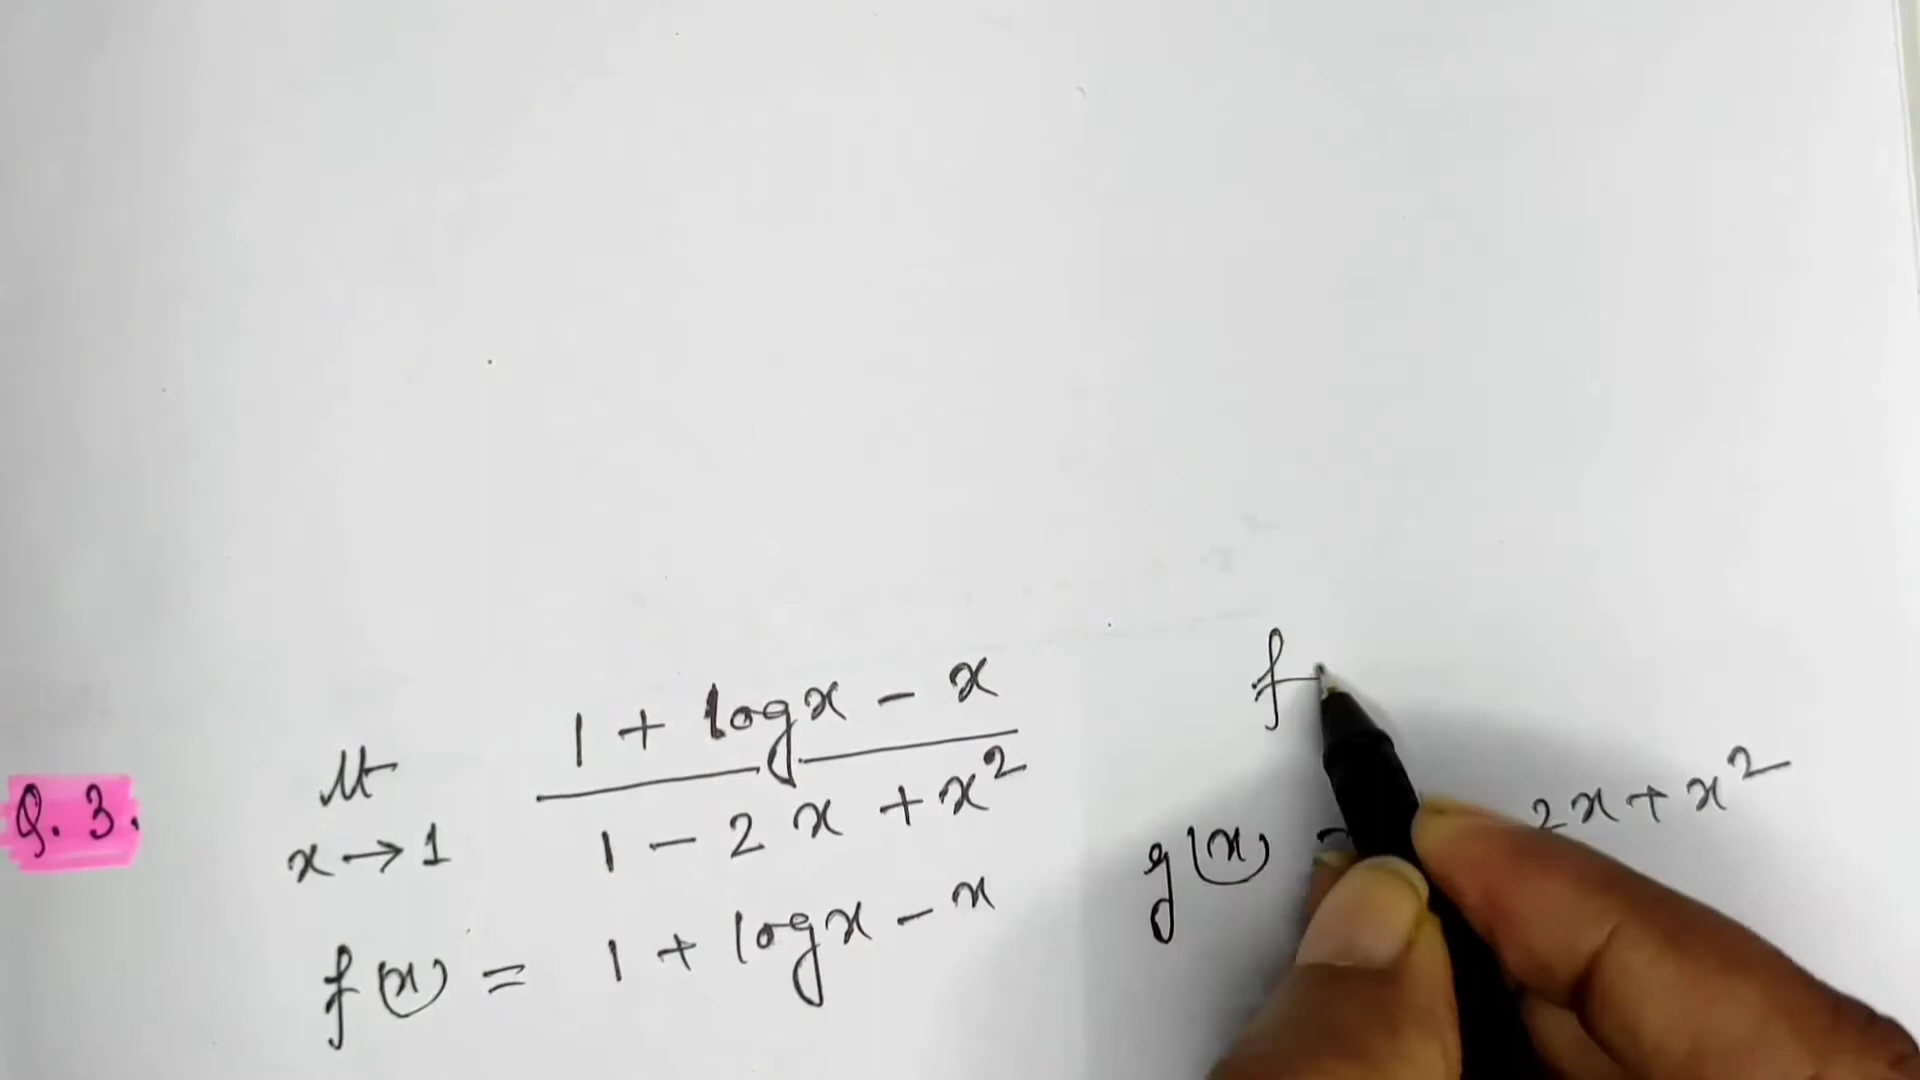 Q. 3.
lt x→1 (1 + log x - x) / (1 - 2x + x²)
f
f(x) = 1 + log x - x
g(x) 2x + x²